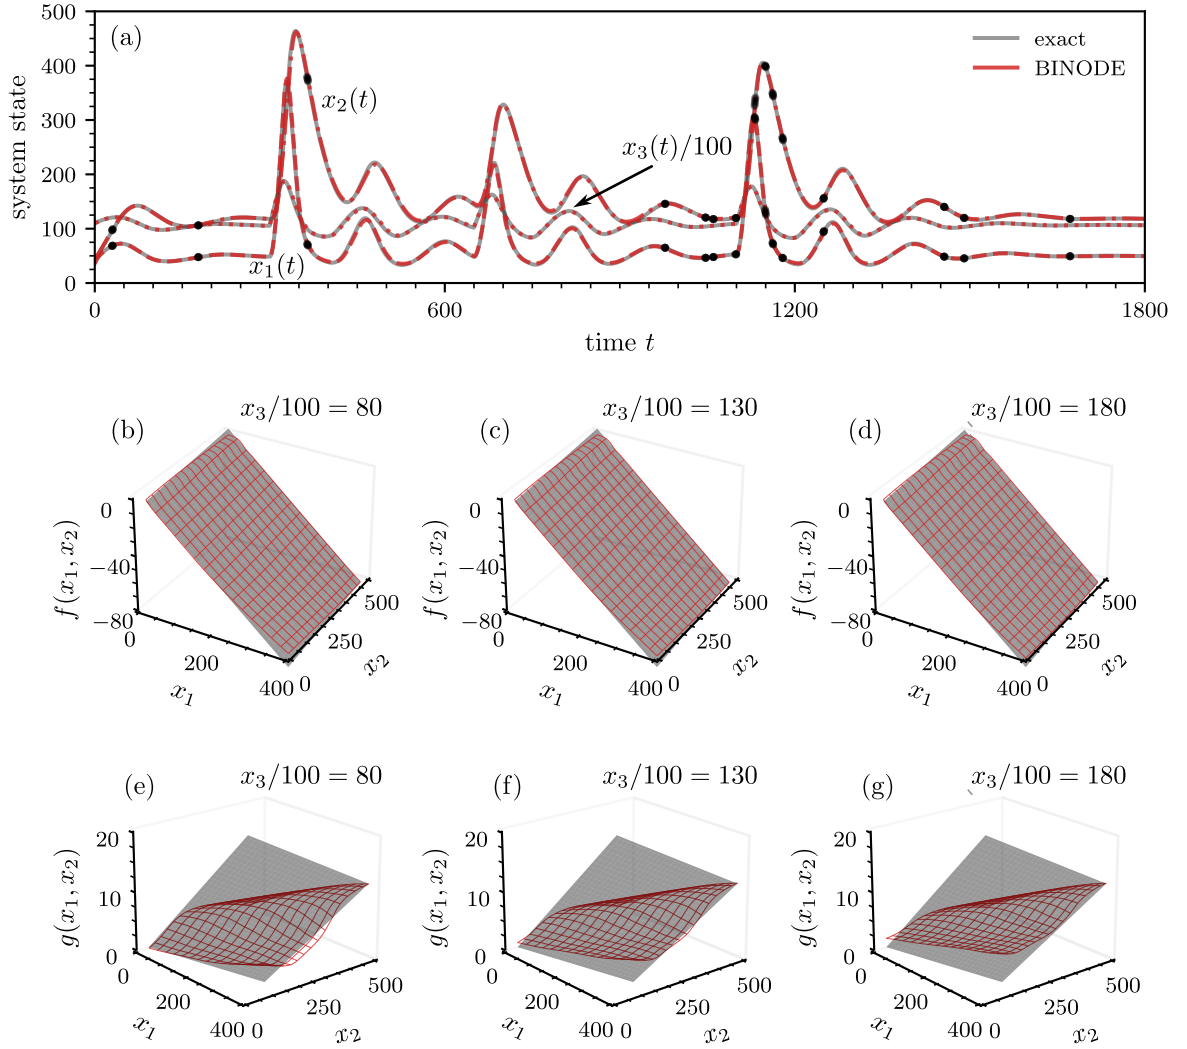 (a)
exact
BINODE
x₂(t)
x₃(t)/100
x₁(t)
system state
500
400
300
200
100
0
0
600
1200
1800
time t
x₃/100 = 80
x₃/100 = 130
x₃/100 = 180
(b)
(c)
(d)
f(x₁, x₂)
0
−40
−80
0
200
400
x₁
0
250
500
x₂
f(x₁, x₂)
0
−40
−80
0
200
400
x₁
0
250
500
x₂
f(x₁, x₂)
0
−40
−80
0
200
400
x₁
0
250
500
x₂
x₃/100 = 80
x₃/100 = 130
x₃/100 = 180
(e)
(f)
(g)
g(x₁, x₂)
20
10
0
0
200
400
x₁
0
250
500
x₂
g(x₁, x₂)
20
10
0
0
200
400
x₁
0
250
500
x₂
g(x₁, x₂)
20
10
0
0
200
400
x₁
0
250
500
x₂